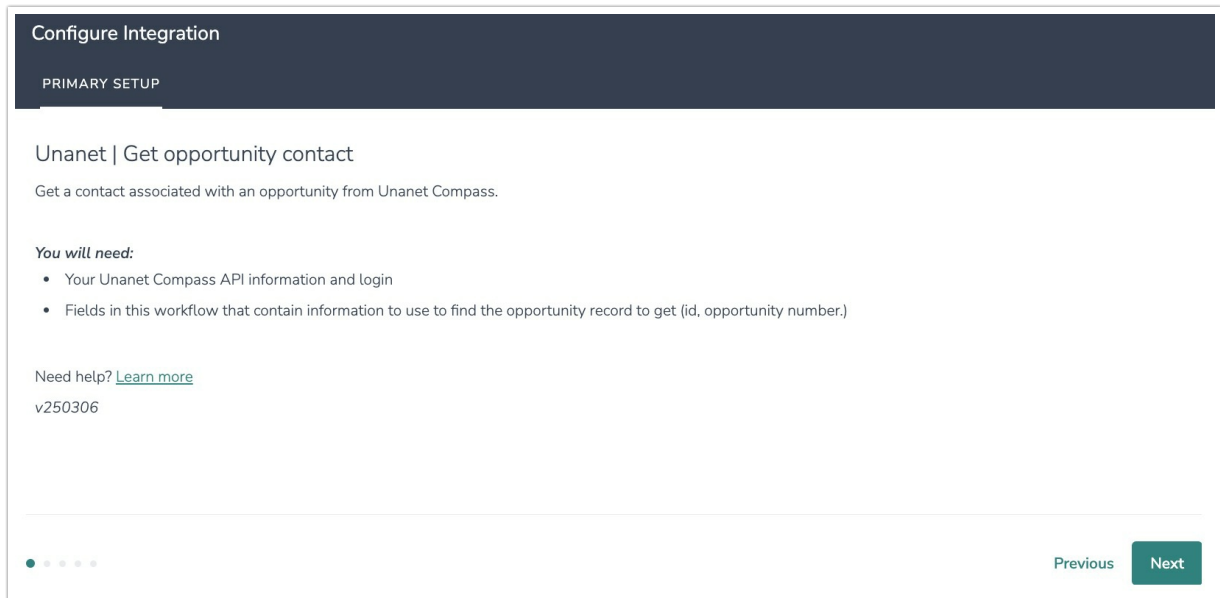 Configure Integration
PRIMARY SETUP
Unanet | Get opportunity contact
Get a contact associated with an opportunity from Unanet Compass.
You will need:
• Your Unanet Compass API information and login
• Fields in this workflow that contain information to use to find the opportunity record to get (id, opportunity number.)
Need help? Learn more
v250306
Previous
Next